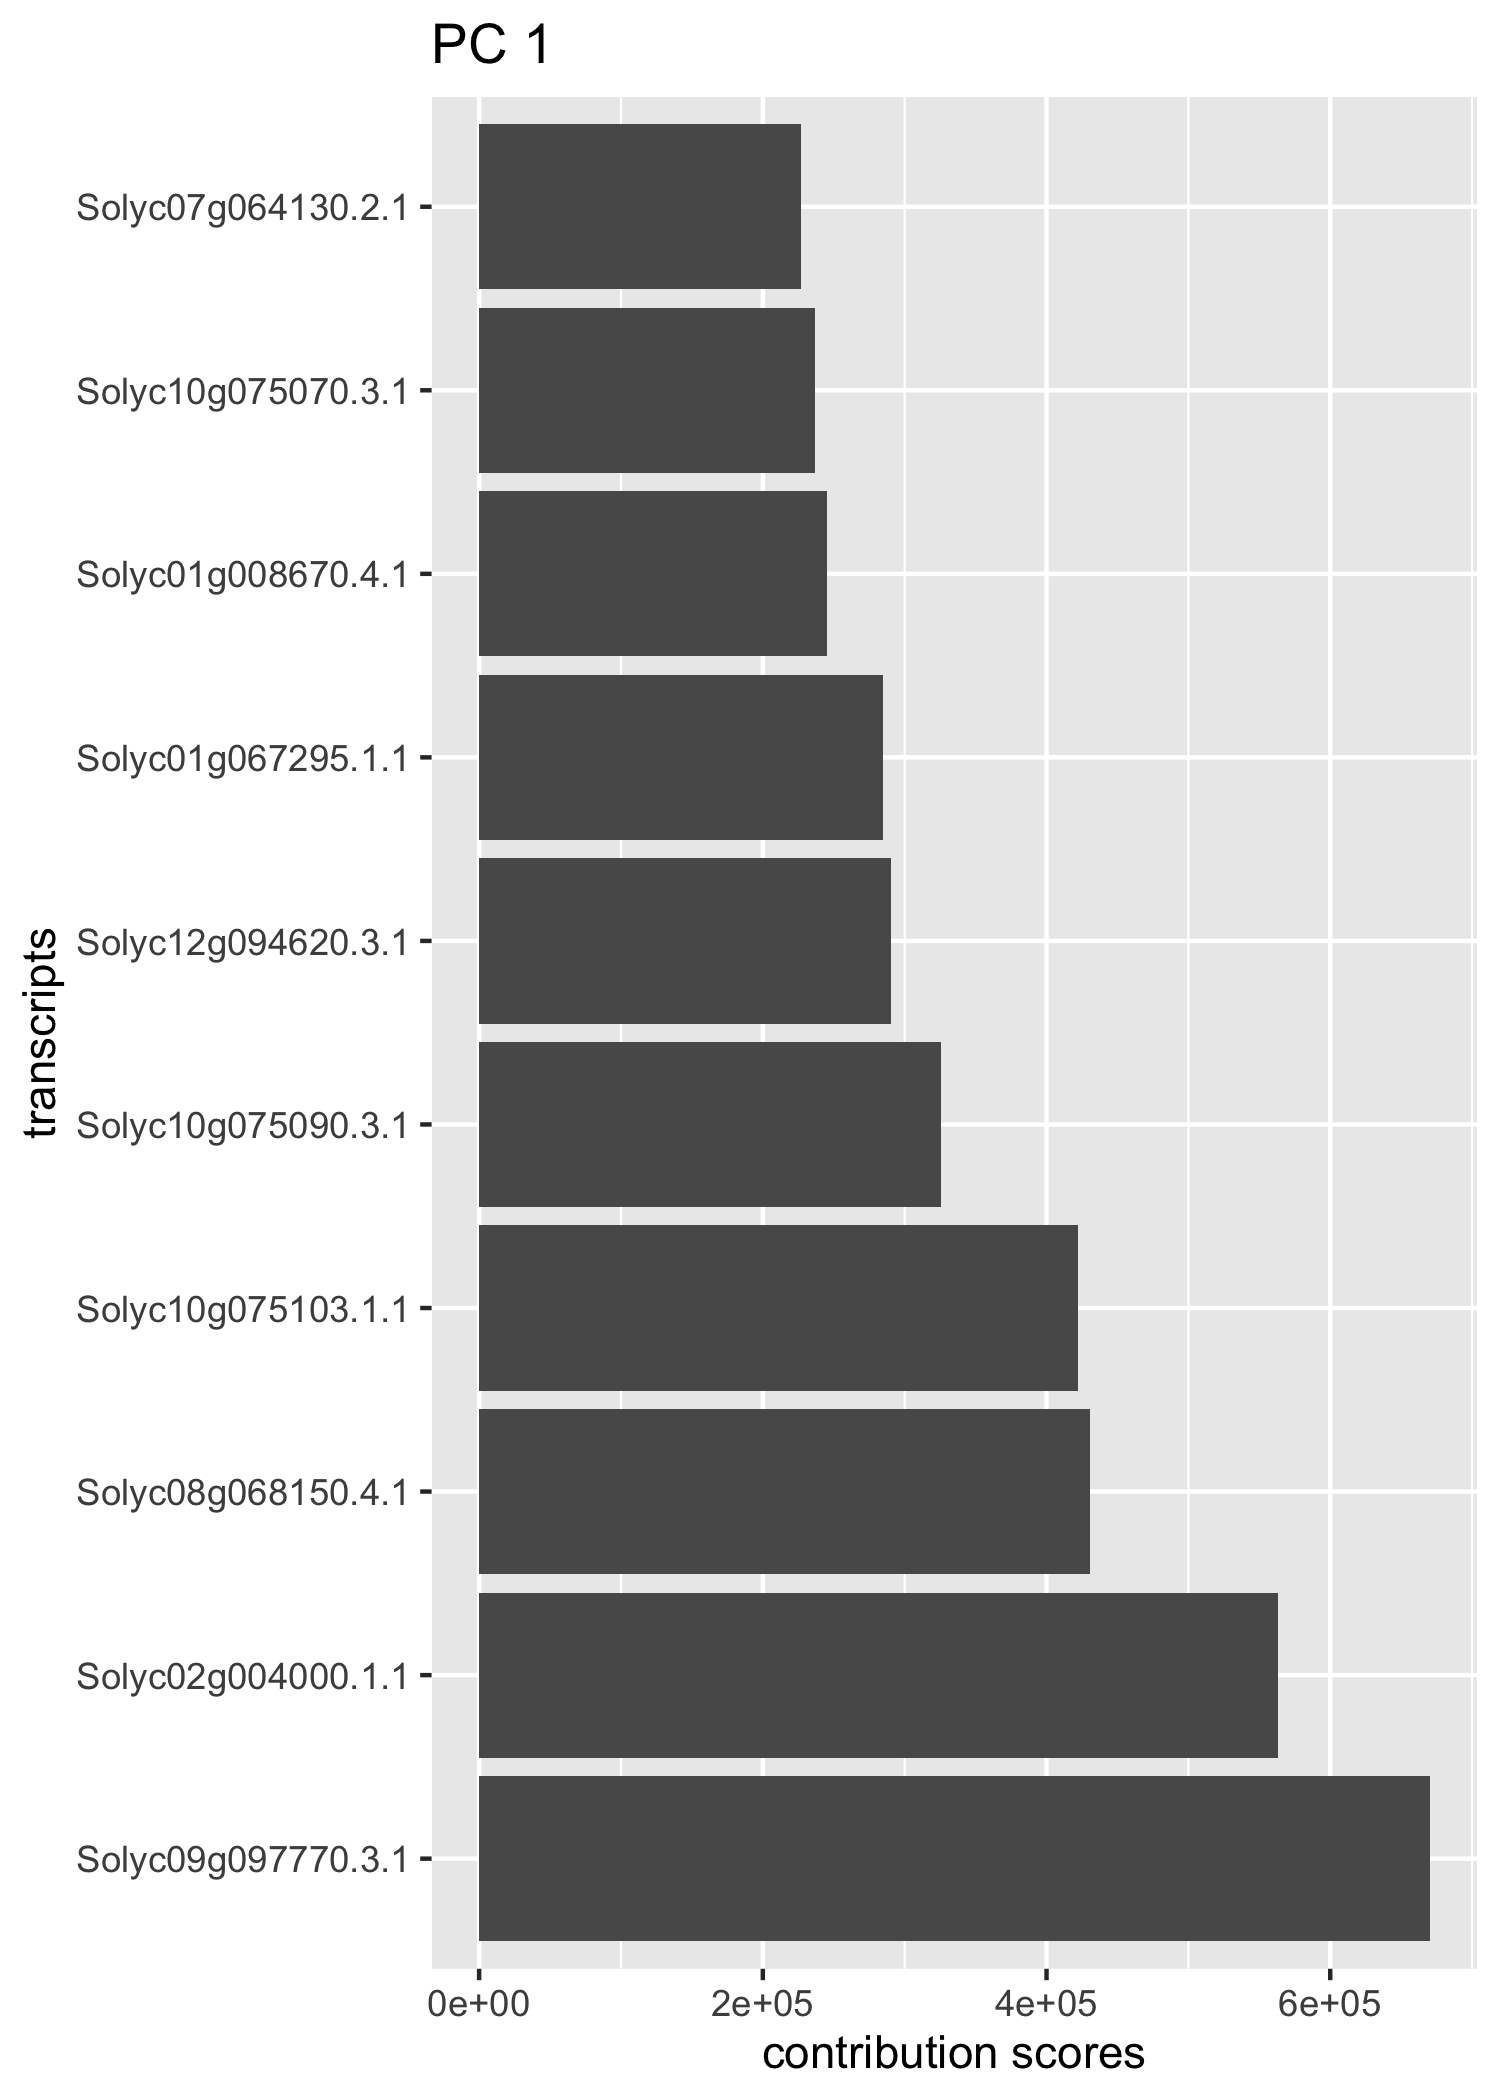 PC 1
transcripts
Solyc07g064130.2.1
Solyc10g075070.3.1
Solyc01g008670.4.1
Solyc01g067295.1.1
Solyc12g094620.3.1
Solyc10g075090.3.1
Solyc10g075103.1.1
Solyc08g068150.4.1
Solyc02g004000.1.1
Solyc09g097770.3.1
0e+00 2e+05 4e+05 6e+05
contribution scores